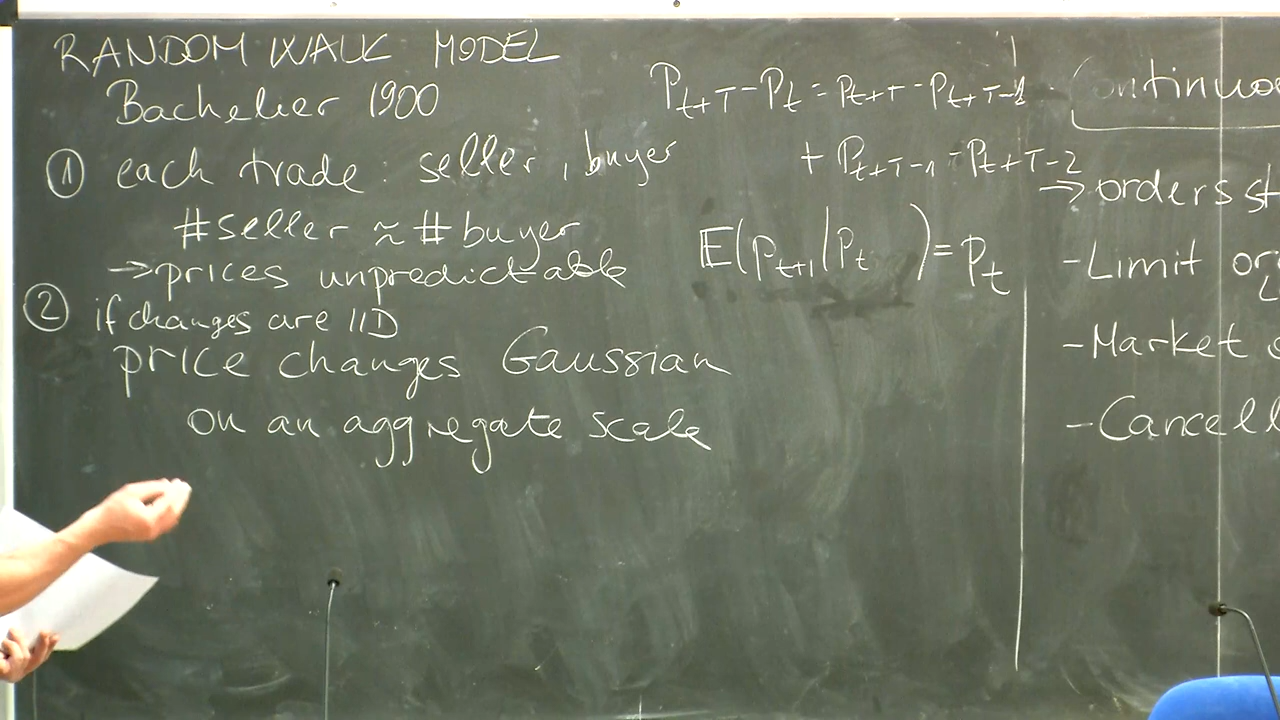 RANDOM WALK MODEL
Bachelier 1900
① each trade: seller, buyer
#seller ≈ #buyer
→prices unpredictable
② if changes are IID
price changes Gaussian
on an aggregate scale
P_{t+T} - P_t = P_{t+T} - P_{t+T-1}
+ P_{t+T-1} - P_{t+T-2}
E(P_{t+1}|P_t) = P_t
⇒ orders
-Limit
-Market